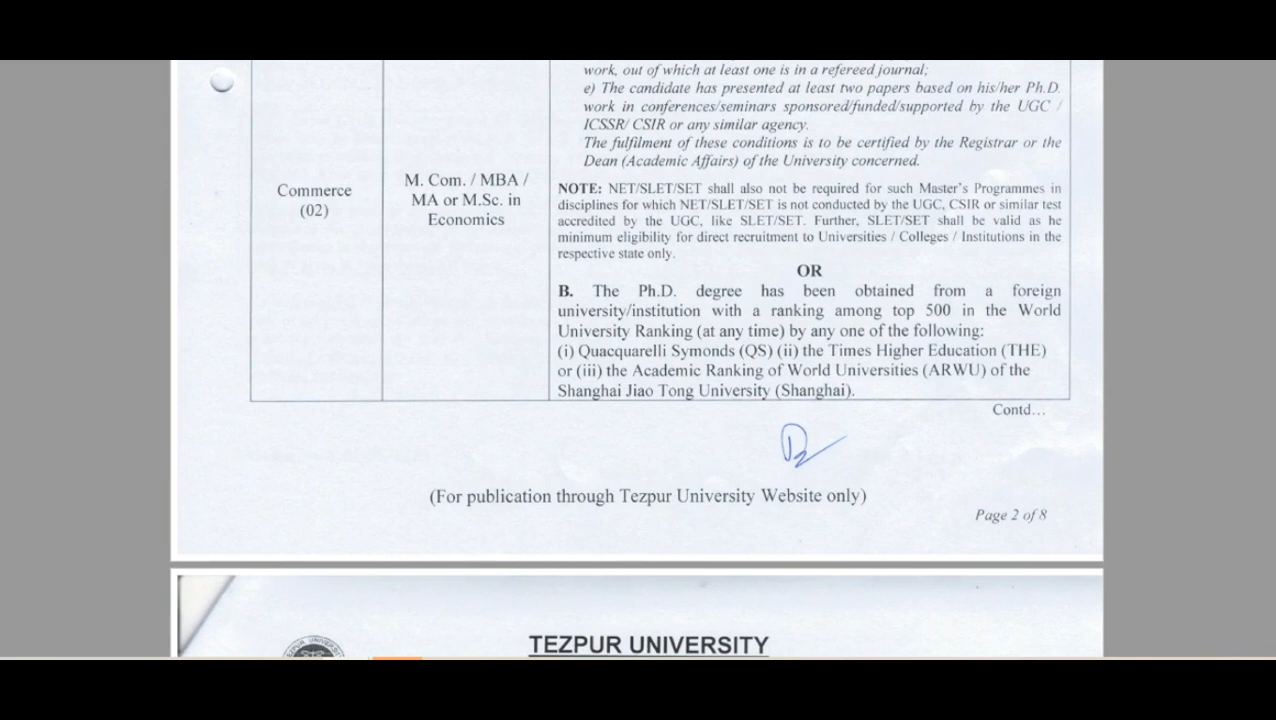 work, out of which at least one is in a refereed journal;
e) The candidate has presented at least two papers based on his/her Ph.D.
work in conferences/seminars sponsored/funded/supported by the UGC /
ICSSR/ CSIR or any similar agency.
The fulfilment of these conditions is to be certified by the Registrar or the
Dean (Academic Affairs) of the University concerned.
Commerce
(02)
M. Com. / MBA /
MA or M.Sc. in
Economics
NOTE: NET/SLET/SET shall also not be required for such Master's Programmes in
disciplines for which NET/SLET/SET is not conducted by the UGC, CSIR or similar test
accredited by the UGC, like SLET/SET. Further, SLET/SET shall be valid as he
minimum eligibility for direct recruitment to Universities / Colleges / Institutions in the
respective state only.
OR
B. The Ph.D. degree has been obtained from a foreign
university/institution with a ranking among top 500 in the World
University Ranking (at any time) by any one of the following:
(i) Quacquarelli Symonds (QS) (ii) the Times Higher Education (THE)
or (iii) the Academic Ranking of World Universities (ARWU) of the
Shanghai Jiao Tong University (Shanghai).
Contd...
(For publication through Tezpur University Website only)
Page 2 of 8
TEZPUR UNIVERSITY